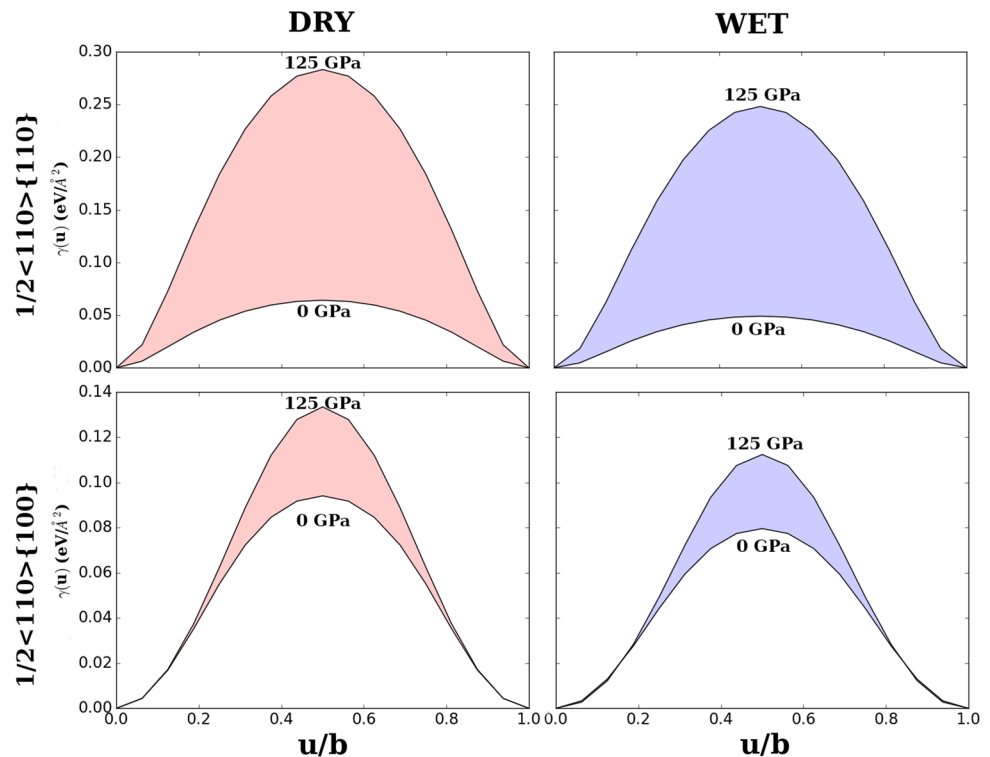 DRY WET
1/2<110>{110}
γ(u) (eV/Å²)
0.30
0.25
0.20
0.15
0.10
0.05
0.00
125 GPa
0 GPa
125 GPa
0 GPa
1/2<110>{100}
γ(u) (eV/Å²)
0.14
0.12
0.10
0.08
0.06
0.04
0.02
0.00
125 GPa
0 GPa
125 GPa
0 GPa
0.0 0.2 0.4 0.6 0.8 1.0 0.0 0.2 0.4 0.6 0.8 1.0
u/b u/b